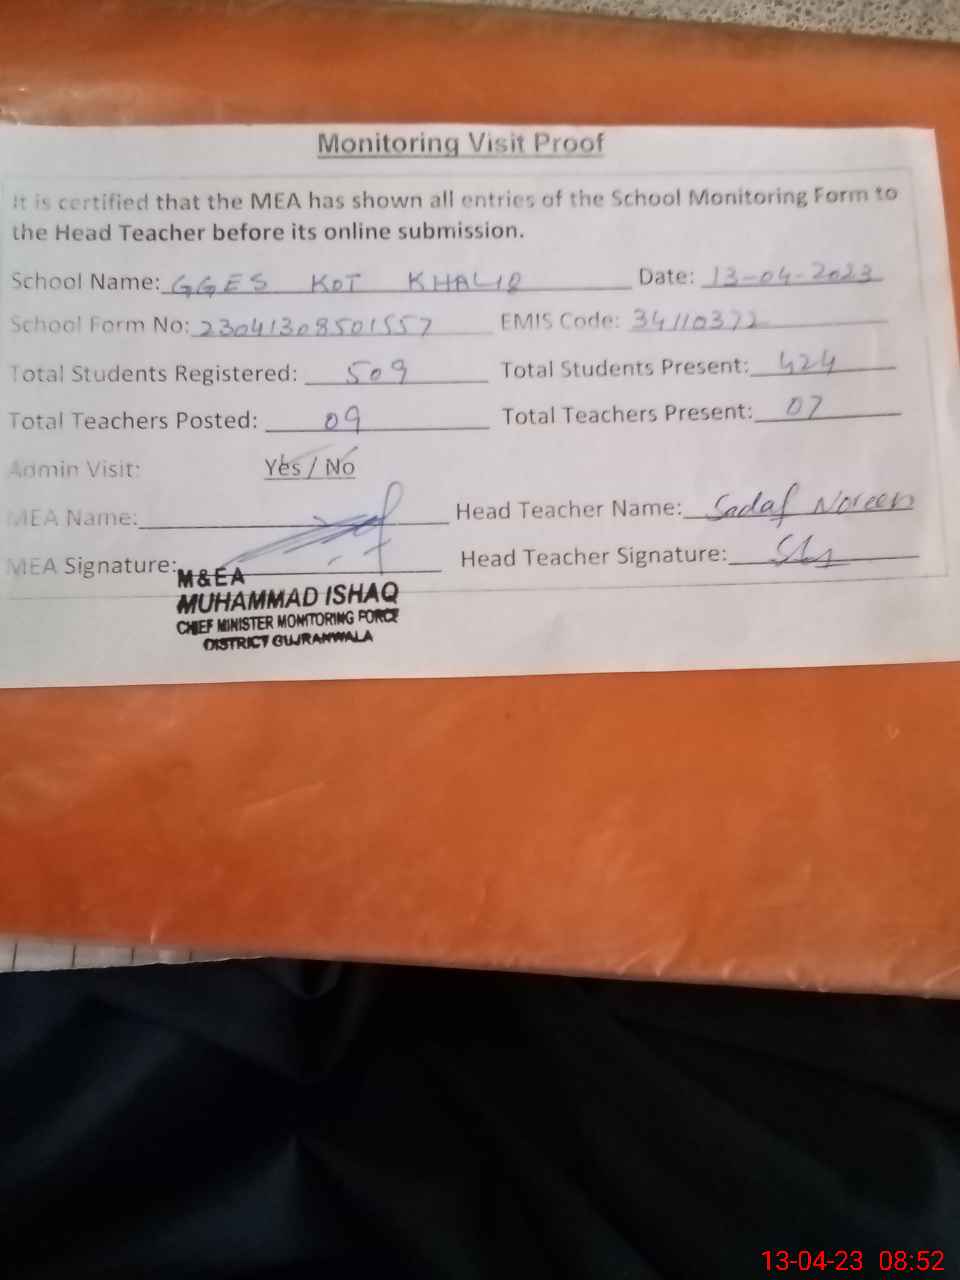 Monitoring Visit Proof
It is certified that the MEA has shown all entries of the School Monitoring Form to
the Head Teacher before its online submission.
School Name: GGES KOT KHALIQ Date: 13-04-2023
School Form No: 23041308501557 EMIS Code: 34110372
Total Students Registered: 509 Total Students Present: 424
Total Teachers Posted: 09 Total Teachers Present: 07
Admin Visit: Yes / No
MEA Name: Head Teacher Name: Sadaf Noreen
MEA Signature: Head Teacher Signature:
M&EA
MUHAMMAD ISHAQ
CHIEF MINISTER MONITORING FORCE
DISTRICT GUJRANWALA
13-04-23 08:52